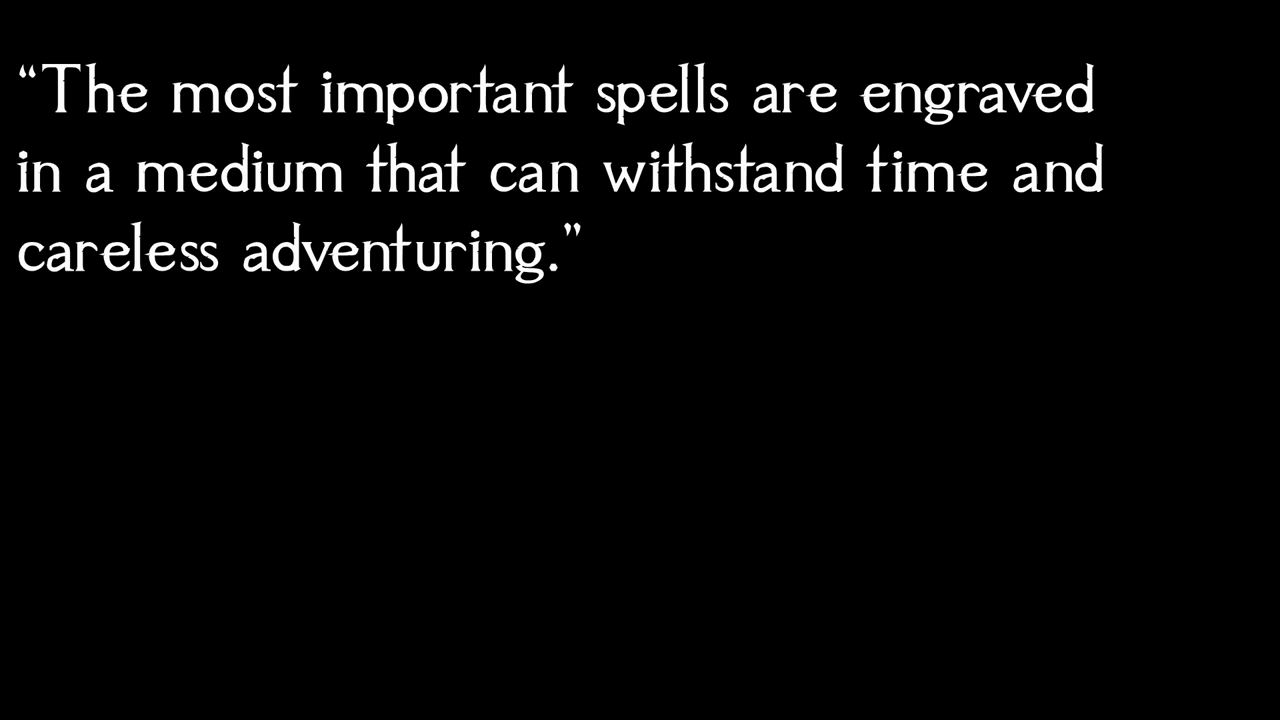 “The most important spells are engraved
in a medium that can withstand time and
careless adventuring.”